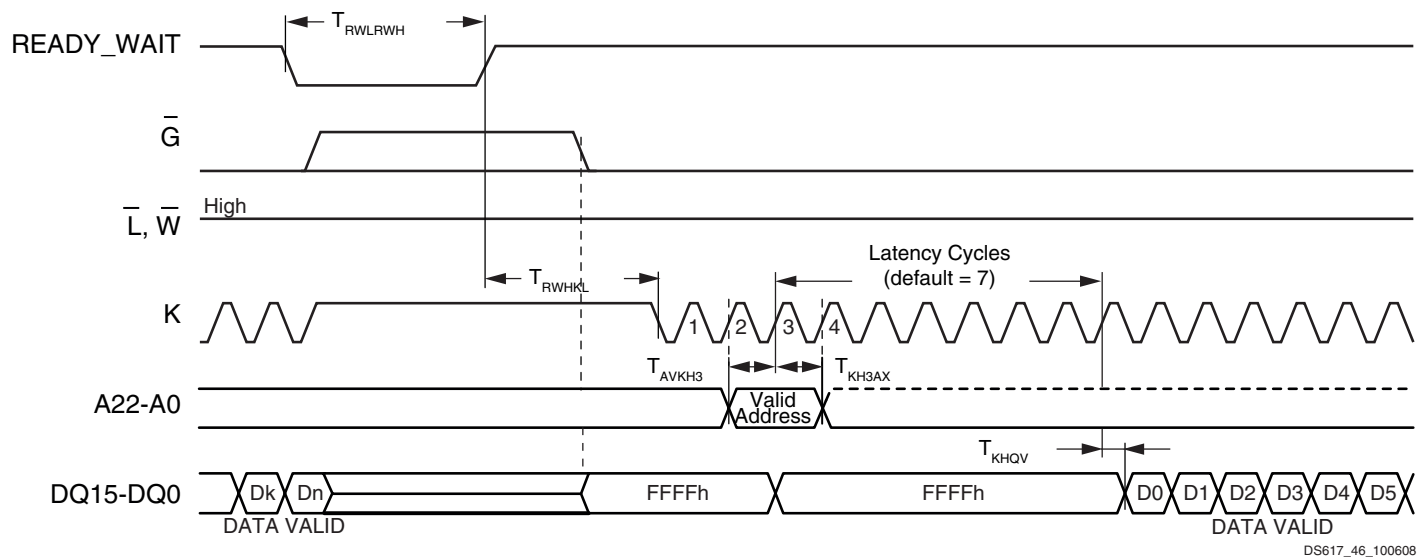 T_RWLRWH
READY_WAIT
G̅
High
L̅, W̅
Latency Cycles
(default = 7)
T_RWHKL
K
1 2 3 4
T_AVKH3
T_KH3AX
A22-A0
Valid
Address
T_KHQV
DQ15-DQ0
Dk Dn FFFFh FFFFh D0 D1 D2 D3 D4 D5
DATA VALID
DATA VALID
DS617_46_100608